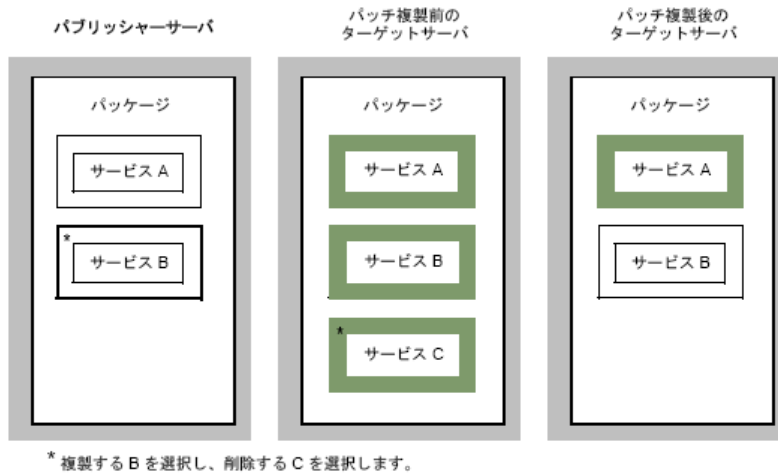 パブリッシャーサーバ
パッチ複製前の
ターゲットサーバ
パッチ複製後の
ターゲットサーバ
パッケージ
サービス A
* サービス B
パッケージ
サービス A
サービス B
* サービス C
パッケージ
サービス A
サービス B
* 複製する B を選択し、削除する C を選択します。